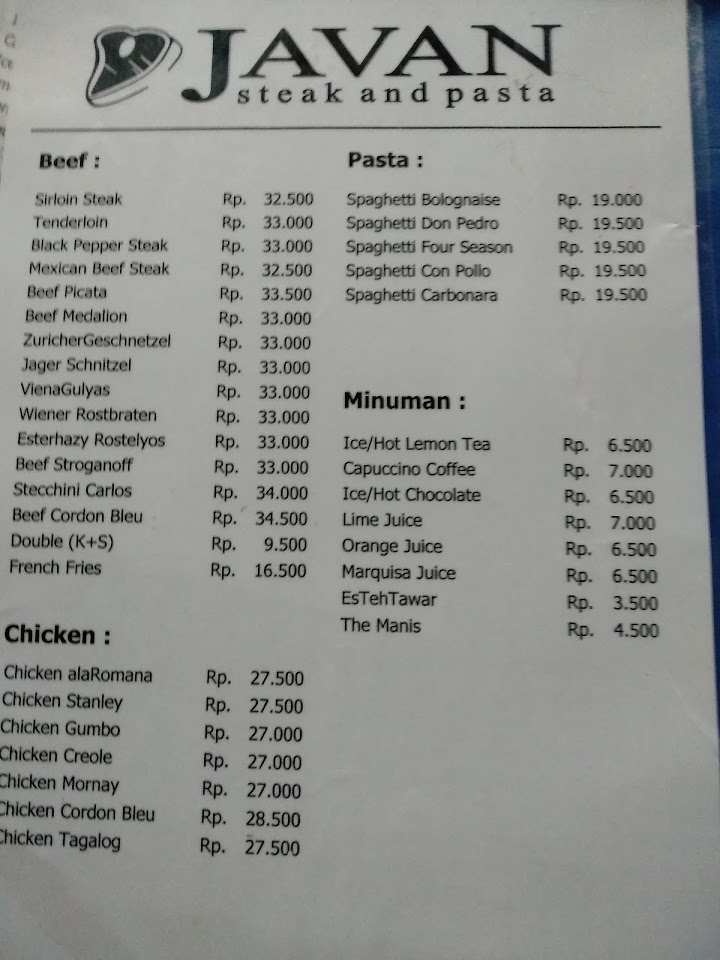 JAVAN
steak and pasta
Beef :
Sirloin Steak Rp. 32.500
Tenderloin Rp. 33.000
Black Pepper Steak Rp. 33.000
Mexican Beef Steak Rp. 32.500
Beef Picata Rp. 33.500
Beef Medalion Rp. 33.000
ZuricherGeschnetzel Rp. 33.000
Jager Schnitzel Rp. 33.000
VienaGulyas Rp. 33.000
Wiener Rostbraten Rp. 33.000
Esterhazy Rostelyos Rp. 33.000
Beef Stroganoff Rp. 33.000
Stecchini Carlos Rp. 34.000
Beef Cordon Bleu Rp. 34.500
Double (K+S) Rp. 9.500
French Fries Rp. 16.500
Chicken :
Chicken alaRomana Rp. 27.500
Chicken Stanley Rp. 27.500
Chicken Gumbo Rp. 27.000
Chicken Creole Rp. 27.000
Chicken Mornay Rp. 27.000
Chicken Cordon Bleu Rp. 28.500
Chicken Tagalog Rp. 27.500
Pasta :
Spaghetti Bolognaise Rp. 19.000
Spaghetti Don Pedro Rp. 19.500
Spaghetti Four Season Rp. 19.500
Spaghetti Con Pollo Rp. 19.500
Spaghetti Carbonara Rp. 19.500
Minuman :
Ice/Hot Lemon Tea Rp. 6.500
Capuccino Coffee Rp. 7.000
Ice/Hot Chocolate Rp. 6.500
Lime Juice Rp. 7.000
Orange Juice Rp. 6.500
Marquisa Juice Rp. 6.500
EsTehTawar Rp. 3.500
The Manis Rp. 4.500